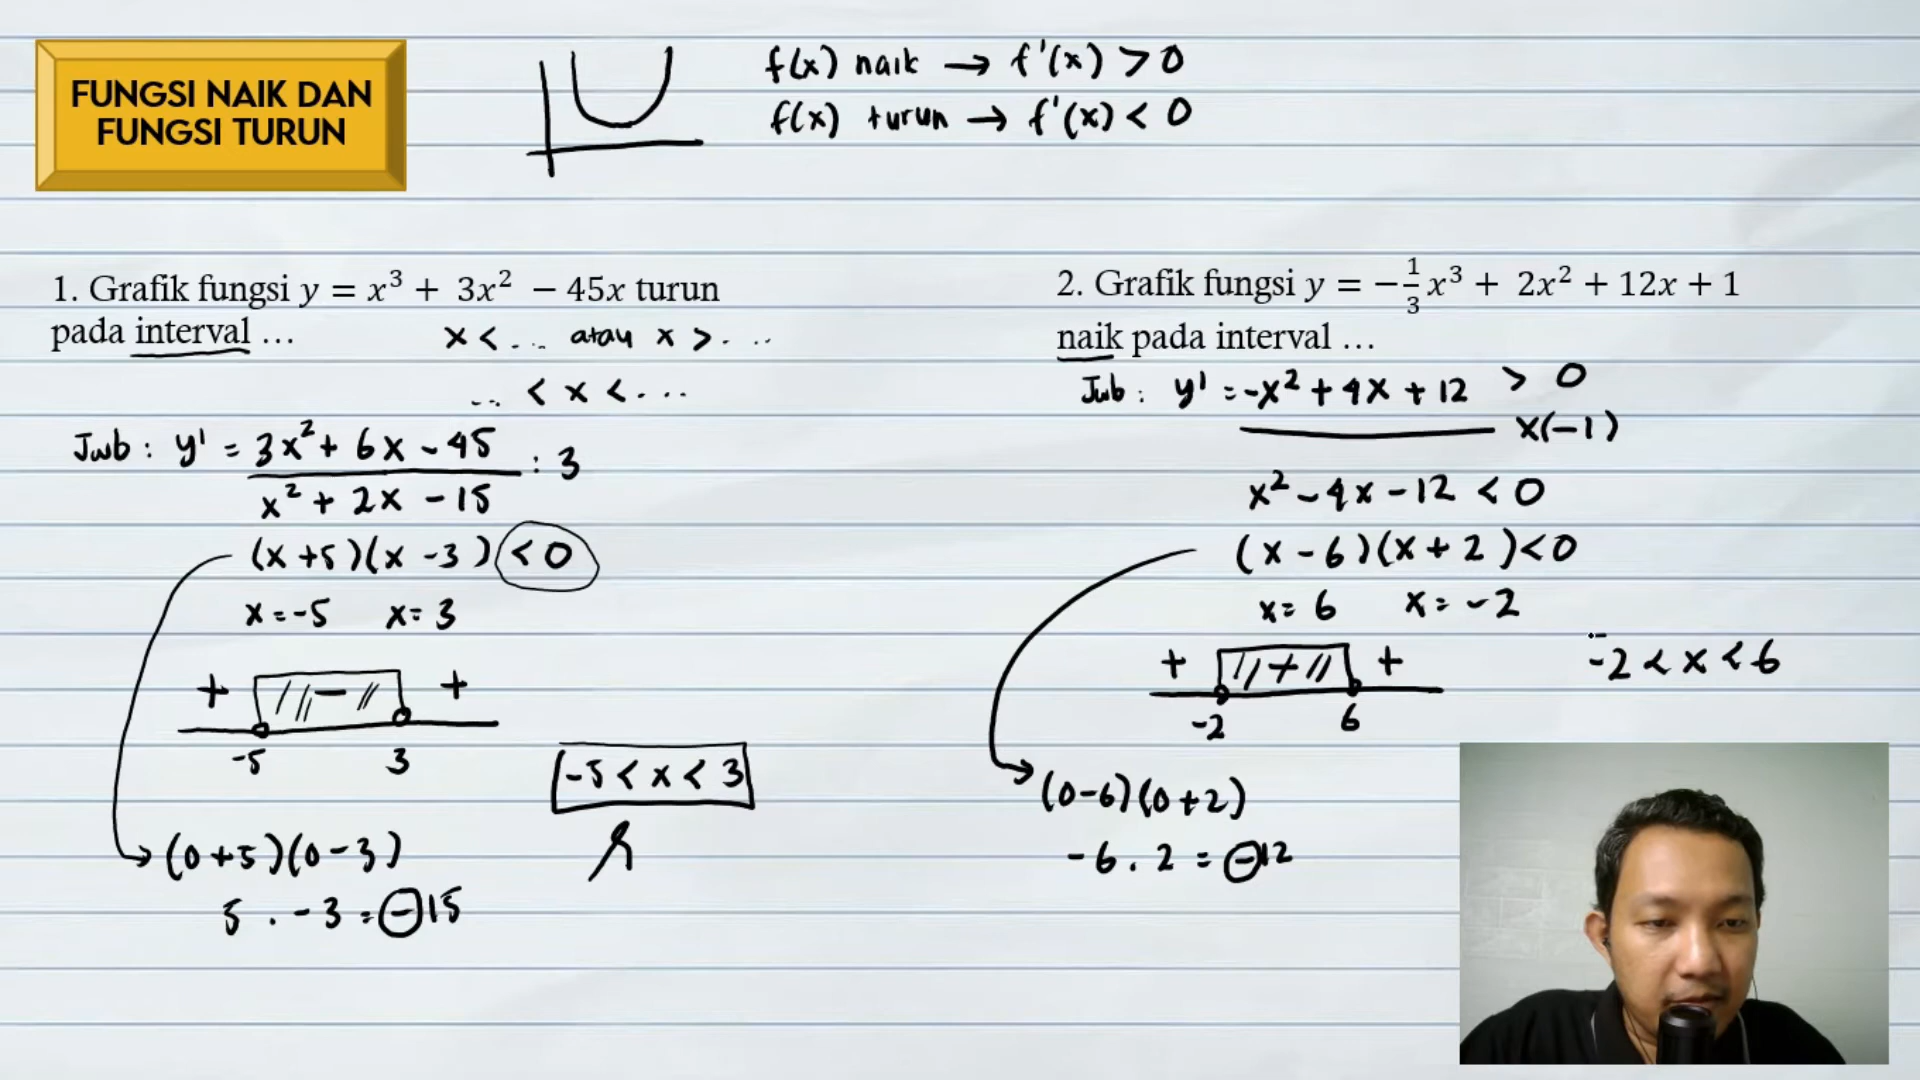 FUNGSI NAIK DAN
FUNGSI TURUN
f(x) naik → f'(x) > 0
f(x) turun → f'(x) < 0
1. Grafik fungsi y = x³ + 3x² − 45x turun
pada interval ...
x < ... atau x > ...
... < x < ...
Jwb : y' = 3x² + 6x − 45
: 3
x² + 2x − 15
(x + 5)(x − 3) < 0
x = −5 x = 3
+ − +
−5 3
−5 < x < 3
(0 + 5)(0 − 3)
5 . −3 = −15
2. Grafik fungsi y = −1/3 x³ + 2x² + 12x + 1
naik pada interval ...
Jwb : y' = −x² + 4x + 12 > 0
x(−1)
x² − 4x − 12 < 0
(x − 6)(x + 2) < 0
x = 6 x = −2
+ + +
−2 6
−2 < x < 6
(0−6)(0+2)
−6 . 2 = −12